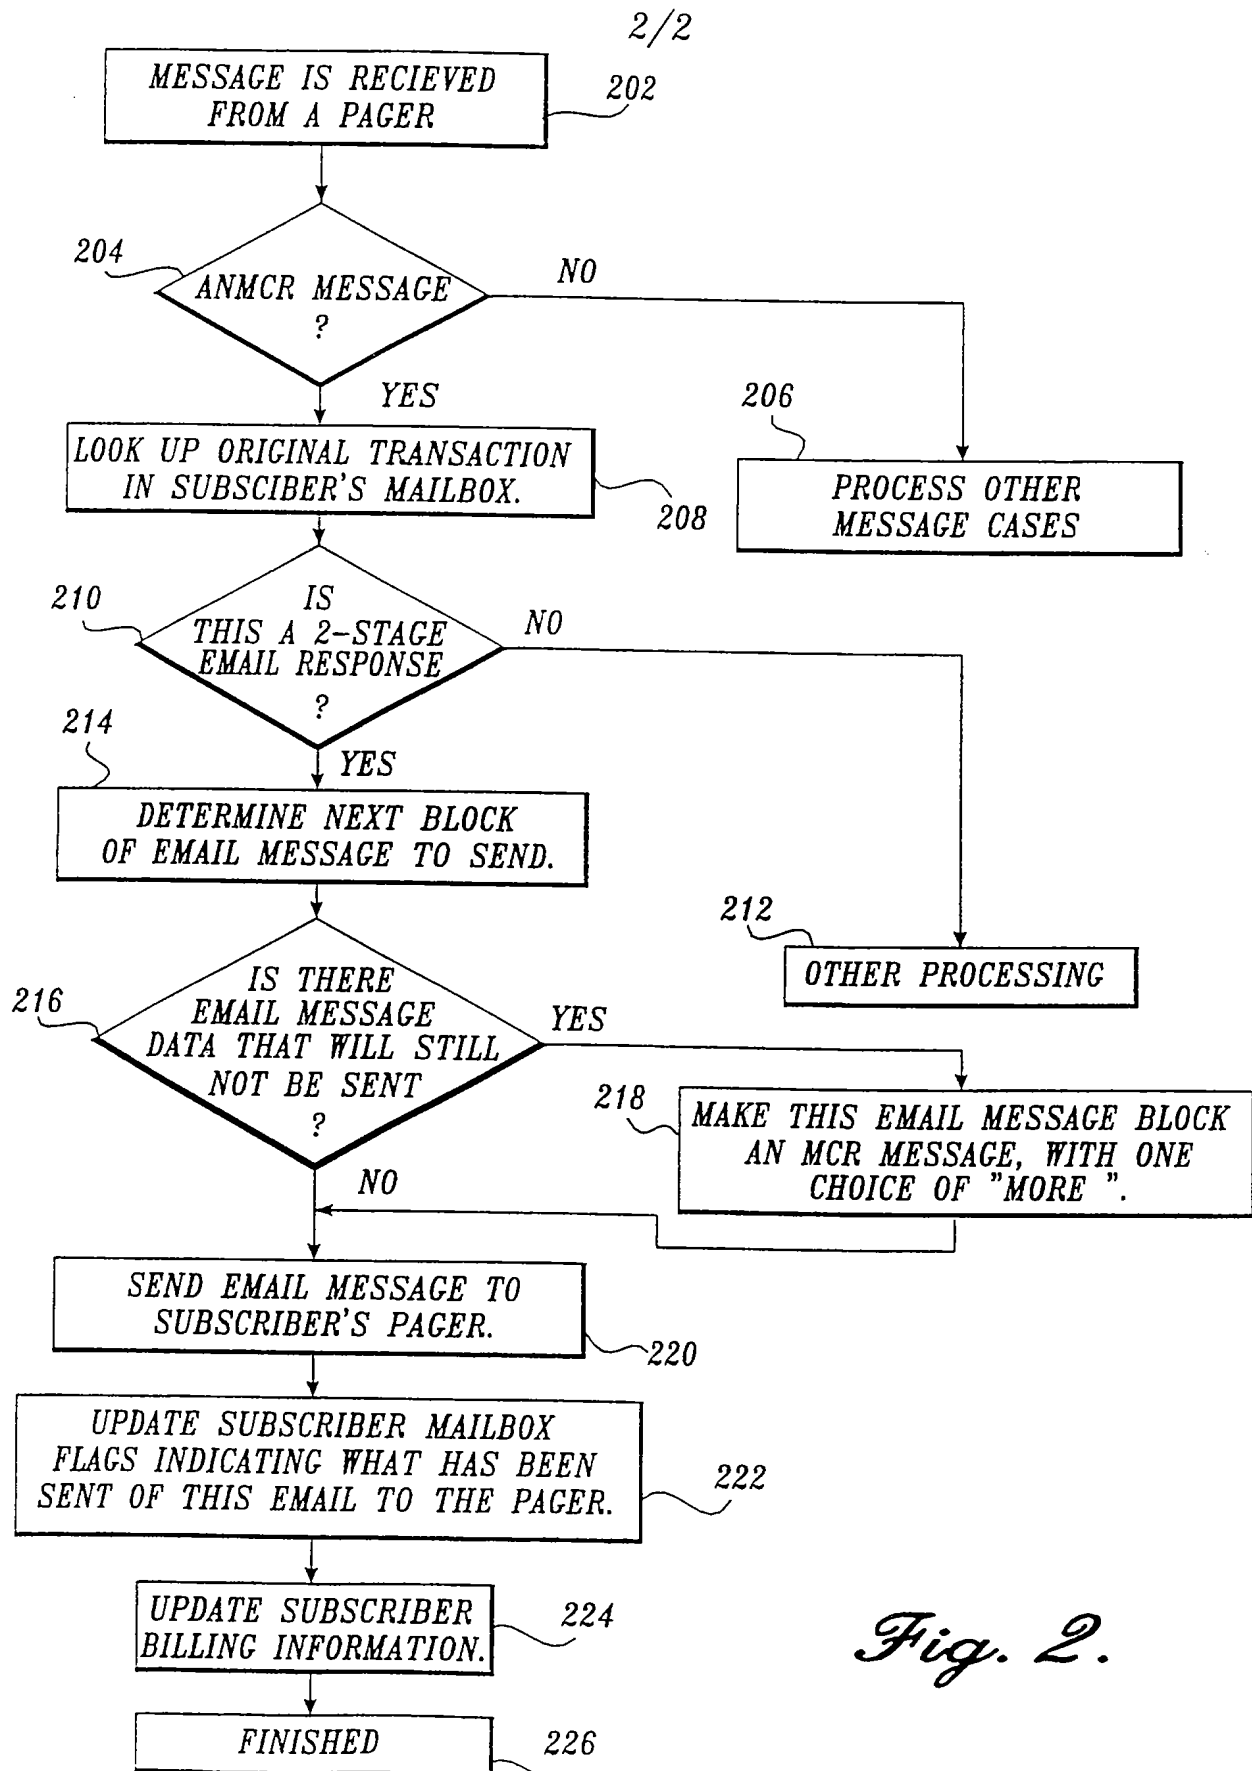 2/2
MESSAGE IS RECIEVED
FROM A PAGER
202
204
ANMCR MESSAGE
?
NO
YES
206
LOOK UP ORIGINAL TRANSACTION
IN SUBSCIBER'S MAILBOX.
208
PROCESS OTHER
MESSAGE CASES
210
IS
THIS A 2-STAGE
EMAIL RESPONSE
?
NO
214
YES
DETERMINE NEXT BLOCK
OF EMAIL MESSAGE TO SEND.
212
OTHER PROCESSING
216
IS THERE
EMAIL MESSAGE
DATA THAT WILL STILL
NOT BE SENT
?
YES
218
MAKE THIS EMAIL MESSAGE BLOCK
AN MCR MESSAGE, WITH ONE
CHOICE OF "MORE ".
NO
SEND EMAIL MESSAGE TO
SUBSCRIBER'S PAGER.
220
UPDATE SUBSCRIBER MAILBOX
FLAGS INDICATING WHAT HAS BEEN
SENT OF THIS EMAIL TO THE PAGER.
222
UPDATE SUBSCRIBER
BILLING INFORMATION.
224
Fig. 2.
FINISHED
226